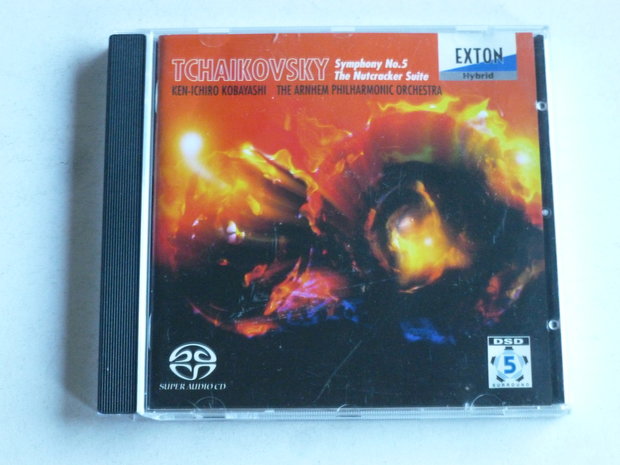 TCHAIKOVSKY
Symphony No.5
The Nutcracker Suite
KEN-ICHIRO KOBAYASHI THE ARNHEM PHILHARMONIC ORCHESTRA
EXTON
Hybrid
SUPER AUDIO CD
DSD
5
SURROUND